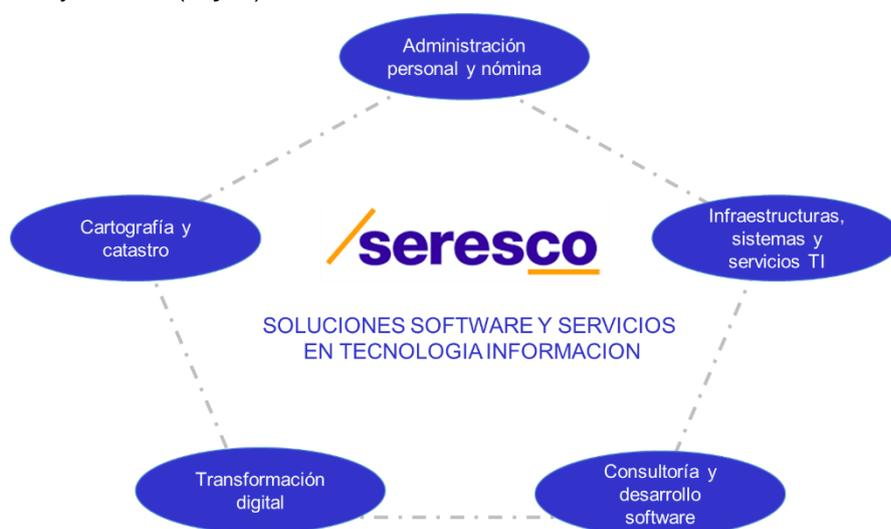 Administración
personal y nómina
Cartografía y
catastro
Infraestructuras,
sistemas y
servicios TI
seresco
SOLUCIONES SOFTWARE Y SERVICIOS
EN TECNOLOGIA INFORMACION
Transformación
digital
Consultoría y
desarrollo
software